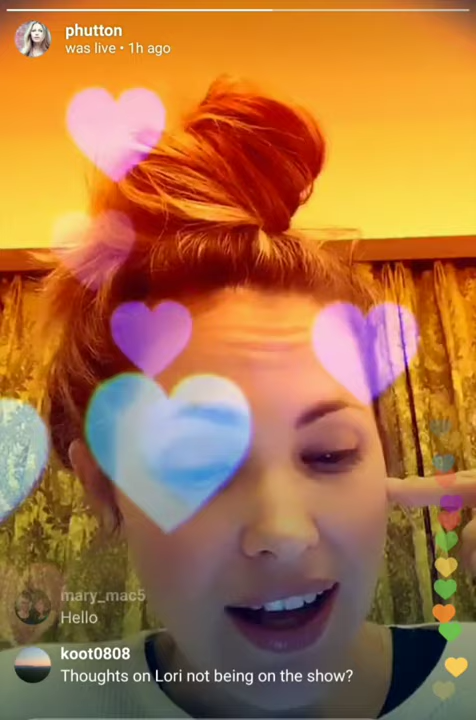 phutton
was live • 1h ago
mary_mac5
Hello
koot0808
Thoughts on Lori not being on the show?